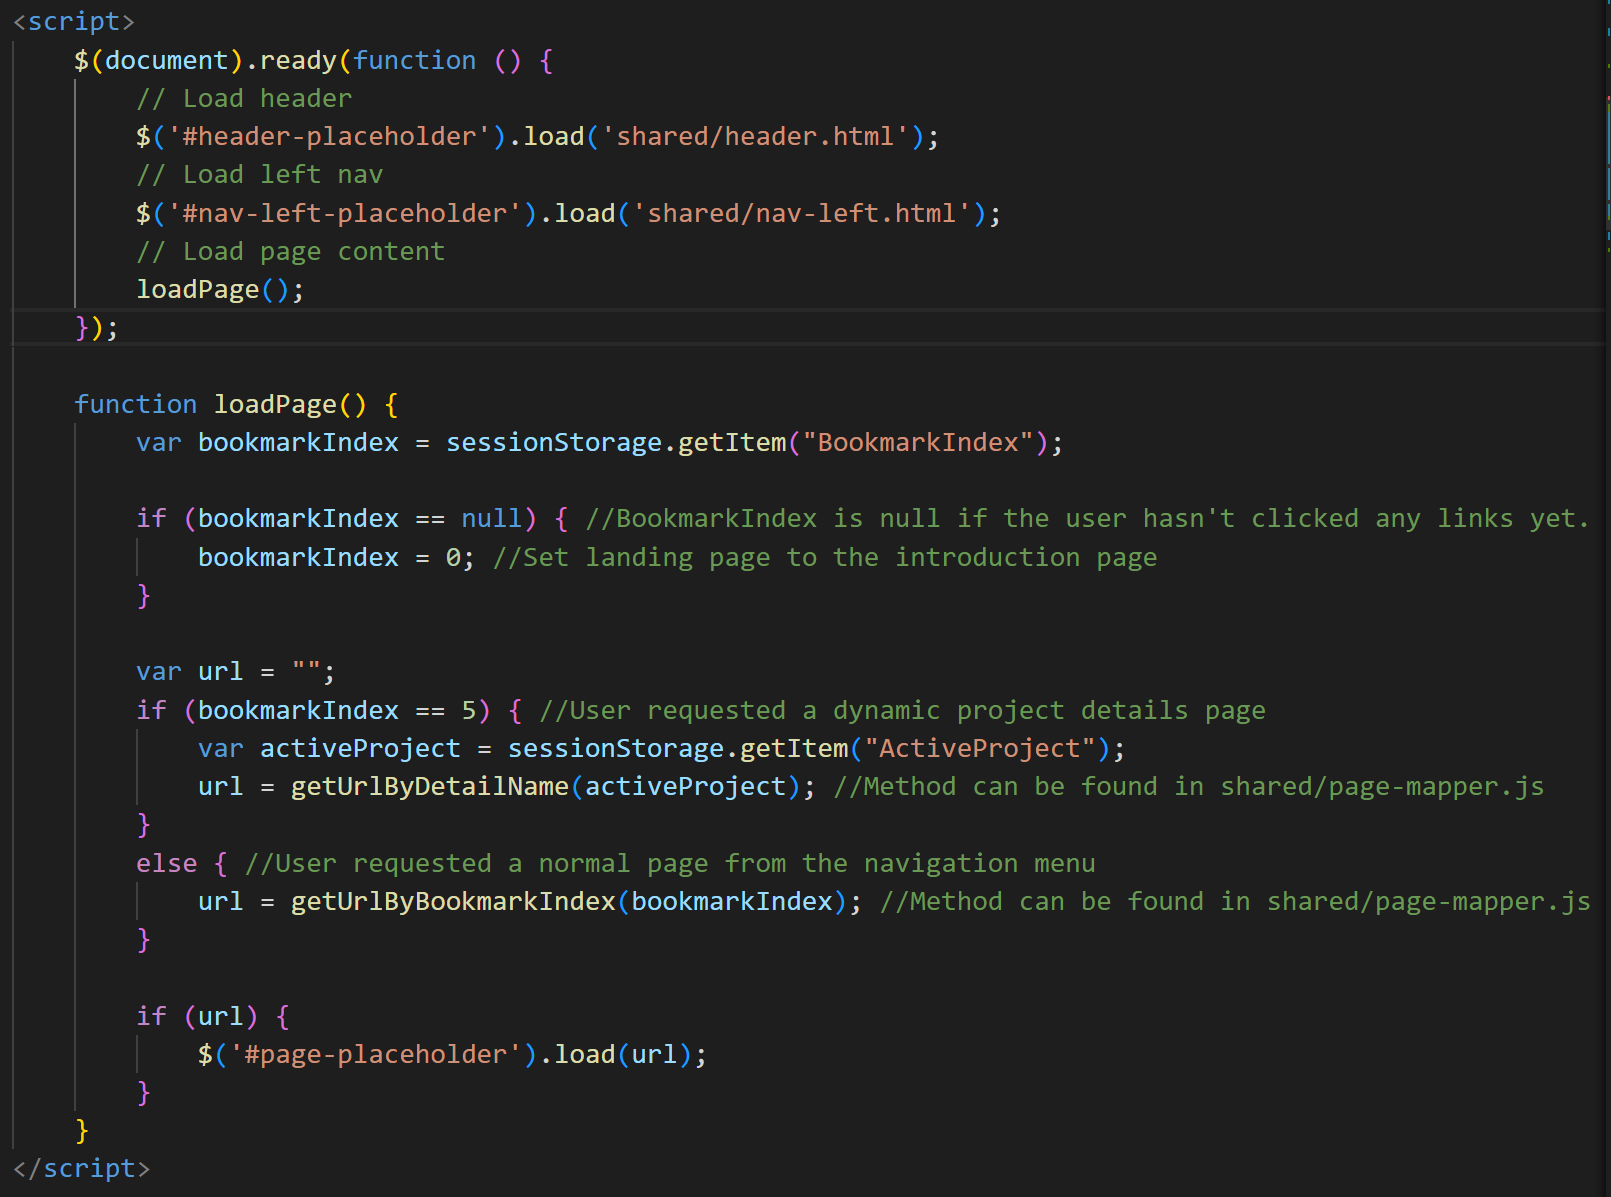 <script>
    $(document).ready(function () {
        // Load header
        $('#header-placeholder').load('shared/header.html');
        // Load left nav
        $('#nav-left-placeholder').load('shared/nav-left.html');
        // Load page content
        loadPage();
    });

    function loadPage() {
        var bookmarkIndex = sessionStorage.getItem("BookmarkIndex");

        if (bookmarkIndex == null) { //BookmarkIndex is null if the user hasn't clicked any links yet.
            bookmarkIndex = 0; //Set landing page to the introduction page
        }

        var url = "";
        if (bookmarkIndex == 5) { //User requested a dynamic project details page
            var activeProject = sessionStorage.getItem("ActiveProject");
            url = getUrlByDetailName(activeProject); //Method can be found in shared/page-mapper.js
        }
        else { //User requested a normal page from the navigation menu
            url = getUrlByBookmarkIndex(bookmarkIndex); //Method can be found in shared/page-mapper.js
        }

        if (url) {
            $('#page-placeholder').load(url);
        }
    }
</script>